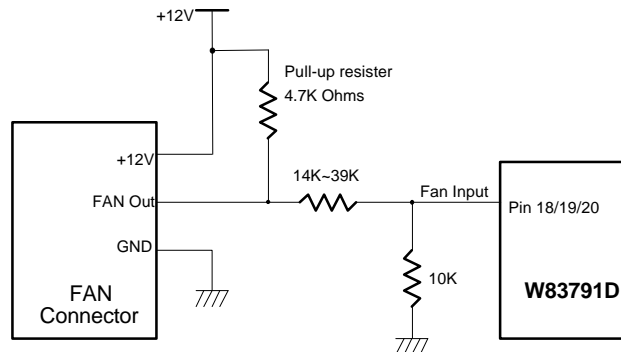 +12V
Pull-up resister
4.7K Ohms
+12V
FAN Out
14K~39K
Fan Input
Pin 18/19/20
GND
10K
W83791D
FAN
Connector